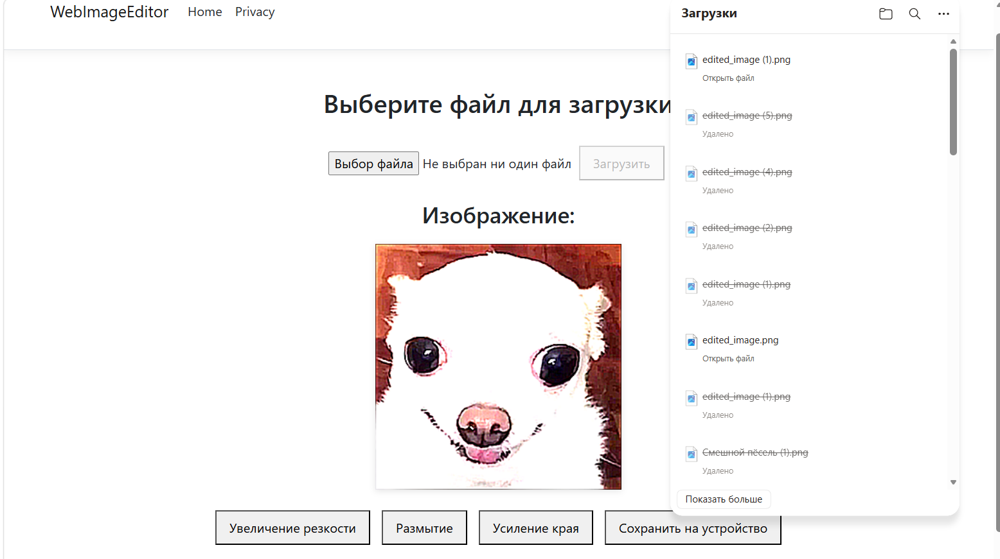 WebImageEditor Home Privacy
Выберите файл для загрузки
Выбор файла Не выбран ни один файл Загрузить
Изображение:
Увеличение резкости Размытие Усиление края Сохранить на устройство
Загрузки
edited_image (1).png
Открыть файл
edited_image (5).png
Удалено
edited_image (4).png
Удалено
edited_image (2).png
Удалено
edited_image (1).png
Удалено
edited_image.png
Открыть файл
edited_image (1).png
Удалено
Смешной пёсель (1).png
Удалено
Показать больше